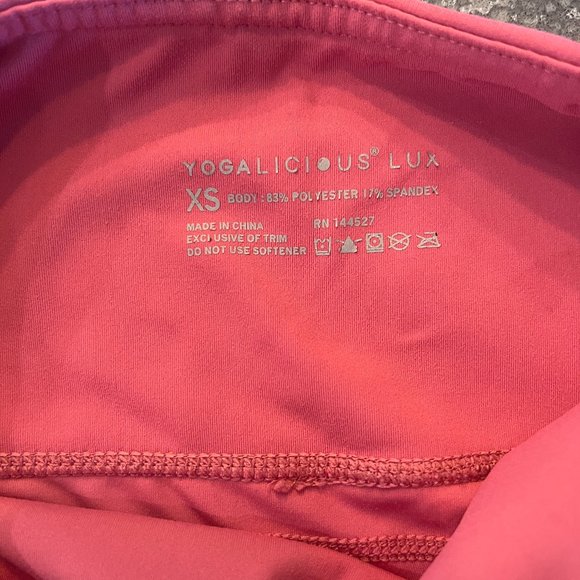 YOGALICIOUS® LUX
XS BODY : 83% POLYESTER 17% SPANDEX
MADE IN CHINA RN 144527
EXCLUSIVE OF TRIM
DO NOT USE SOFTENER